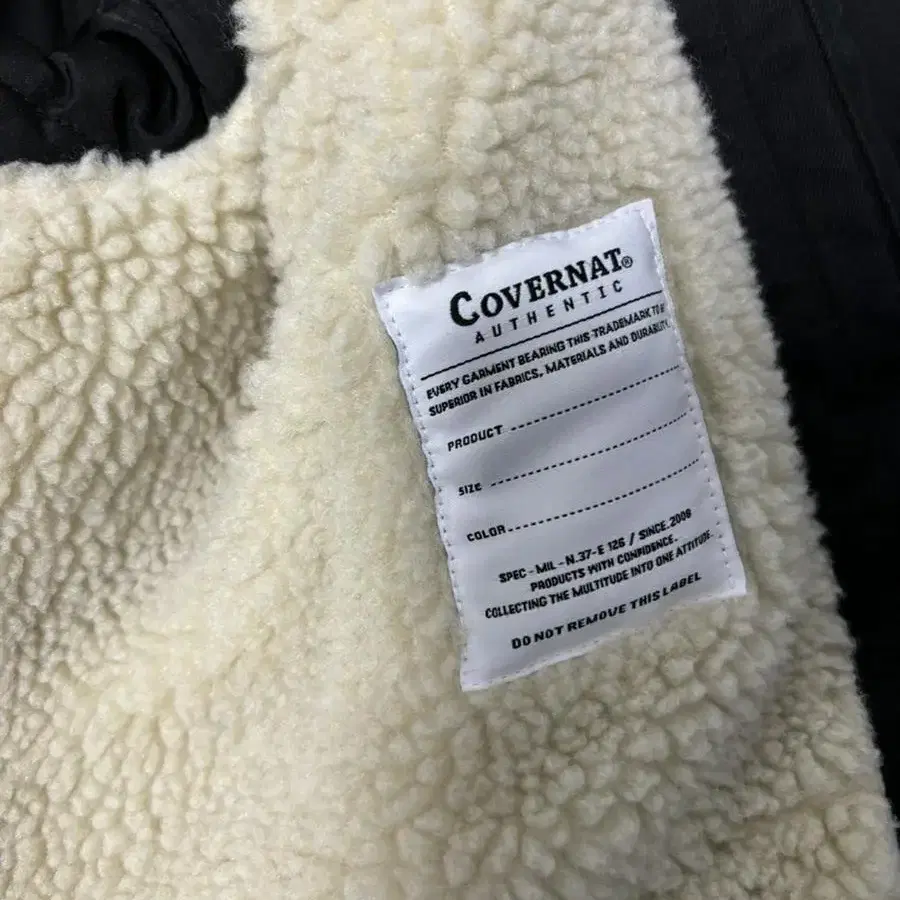 COVERNAT®
AUTHENTIC
EVERY GARMENT BEARING THIS TRADEMARK TO
SUPERIOR IN FABRICS, MATERIALS AND DURABILITY.
PRODUCT
SIZE
COLOR
SPEC - MIL - N.37-E 126 / SINCE.2008
PRODUCTS WITH CONFIDENCE.
COLLECTING THE MULTITUDE INTO ONE ATTITUDE.
DO NOT REMOVE THIS LABEL